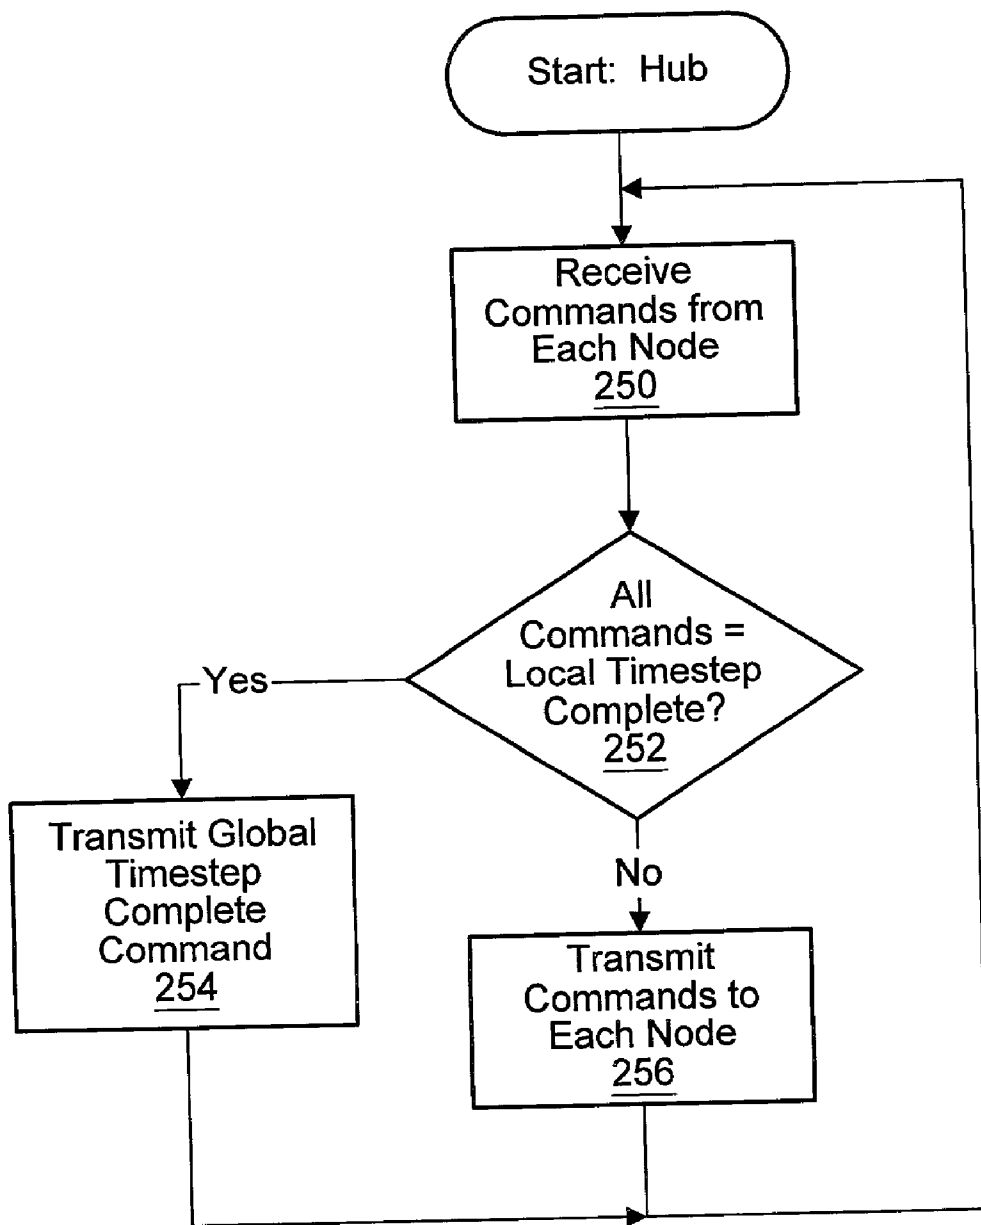 Start: Hub
Receive
Commands from
Each Node
250
All
Commands =
Local Timestep
Complete?
252
Yes
Transmit Global
Timestep
Complete
Command
254
No
Transmit
Commands to
Each Node
256